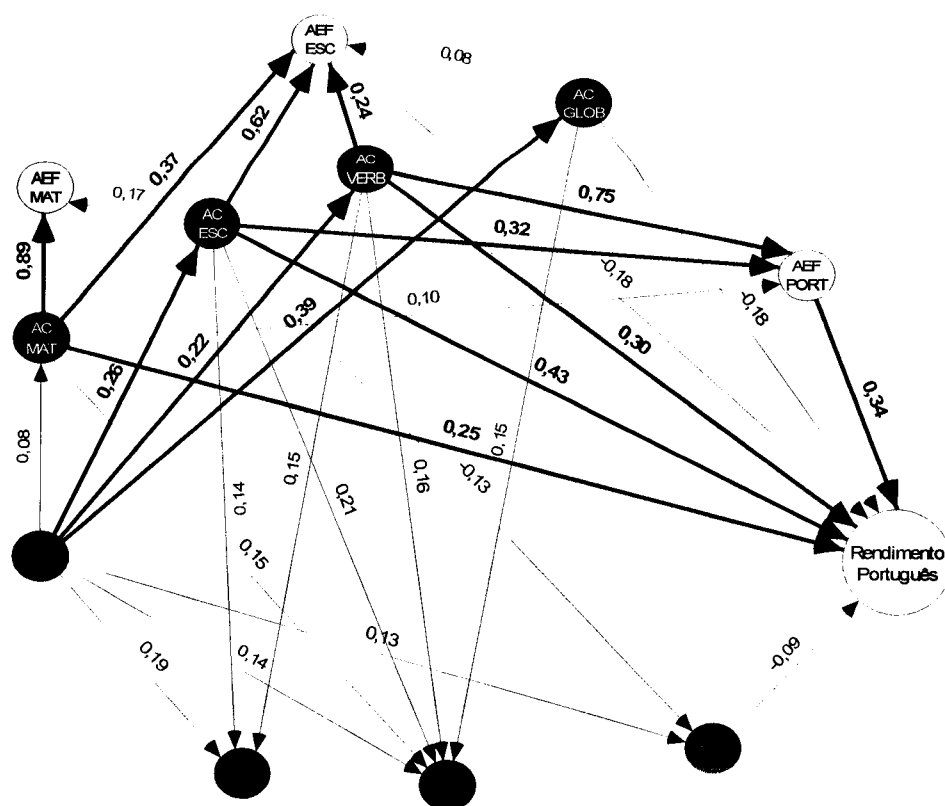 AEF
ESC
0,08
AC
GLOB
0,24
0,62
0,37
AC
VERB
AEF
MAT
0,17
0,75
AC
ESC
0,32
0,89
-0,18
AEF
PORT
-0,18
0,10
0,39
AC
MAT
0,22
0,30
0,26
0,43
0,34
0,25
0,08
0,15
0,15
-0,13
0,14
0,21
0,16
0,15
Rendimento
Português
0,13
0,19
0,14
-0,09